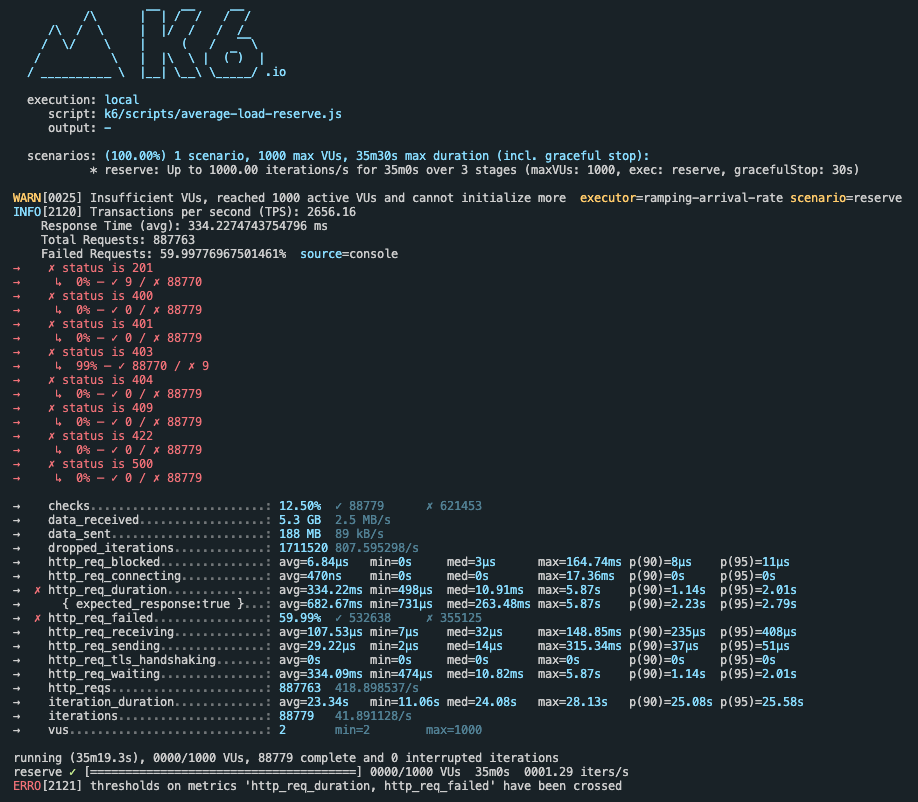 K6 .io
execution: local
script: k6/scripts/average-load-reserve.js
output: -
scenarios: (100.00%) 1 scenario, 1000 max VUs, 35m30s max duration (incl. graceful stop):
* reserve: Up to 1000.00 iterations/s for 35m0s over 3 stages (maxVUs: 1000, exec: reserve, gracefulStop: 30s)
WARN[0025] Insufficient VUs, reached 1000 active VUs and cannot initialize more executor=ramping-arrival-rate scenario=reserve
INFO[2120] Transactions per second (TPS): 2656.16
Response Time (avg): 334.2274743754796 ms
Total Requests: 887763
Failed Requests: 59.99776967501461% source=console
→ ✗ status is 201
→ ↳ 0% — ✓ 9 / ✗ 88770
→ ✗ status is 400
→ ↳ 0% — ✓ 0 / ✗ 88779
→ ✗ status is 401
→ ↳ 0% — ✓ 0 / ✗ 88779
→ ✗ status is 403
→ ↳ 99% — ✓ 88770 / ✗ 9
→ ✗ status is 404
→ ↳ 0% — ✓ 0 / ✗ 88779
→ ✗ status is 409
→ ↳ 0% — ✓ 0 / ✗ 88779
→ ✗ status is 422
→ ↳ 0% — ✓ 0 / ✗ 88779
→ ✗ status is 500
→ ↳ 0% — ✓ 0 / ✗ 88779
→ checks.........................: 12.50% ✓ 88779 ✗ 621453
→ data_received..................: 5.3 GB 2.5 MB/s
→ data_sent......................: 188 MB 89 kB/s
→ dropped_iterations.............: 1711520 807.595298/s
→ http_req_blocked...............: avg=6.84µs min=0s med=3µs max=164.74ms p(90)=8µs p(95)=11µs
→ http_req_connecting............: avg=470ns min=0s med=0s max=17.36ms p(90)=0s p(95)=0s
→ ✗ http_req_duration..............: avg=334.22ms min=498µs med=10.91ms max=5.87s p(90)=1.14s p(95)=2.01s
→ { expected_response:true }...: avg=682.67ms min=731µs med=263.48ms max=5.87s p(90)=2.23s p(95)=2.79s
→ ✗ http_req_failed................: 59.99% ✓ 532638 ✗ 355125
→ http_req_receiving.............: avg=107.53µs min=7µs med=32µs max=148.85ms p(90)=235µs p(95)=408µs
→ http_req_sending...............: avg=29.22µs min=2µs med=14µs max=315.34ms p(90)=37µs p(95)=51µs
→ http_req_tls_handshaking.......: avg=0s min=0s med=0s max=0s p(90)=0s p(95)=0s
→ http_req_waiting...............: avg=334.09ms min=474µs med=10.82ms max=5.87s p(90)=1.14s p(95)=2.01s
→ http_reqs......................: 887763 418.898537/s
→ iteration_duration.............: avg=23.34s min=11.06s med=24.08s max=28.13s p(90)=25.08s p(95)=25.58s
→ iterations.....................: 88779 41.891128/s
→ vus............................: 2 min=2 max=1000
running (35m19.3s), 0000/1000 VUs, 88779 complete and 0 interrupted iterations
reserve ✓ [======================================] 0000/1000 VUs 35m0s 0001.29 iters/s
ERRO[2121] thresholds on metrics 'http_req_duration, http_req_failed' have been crossed